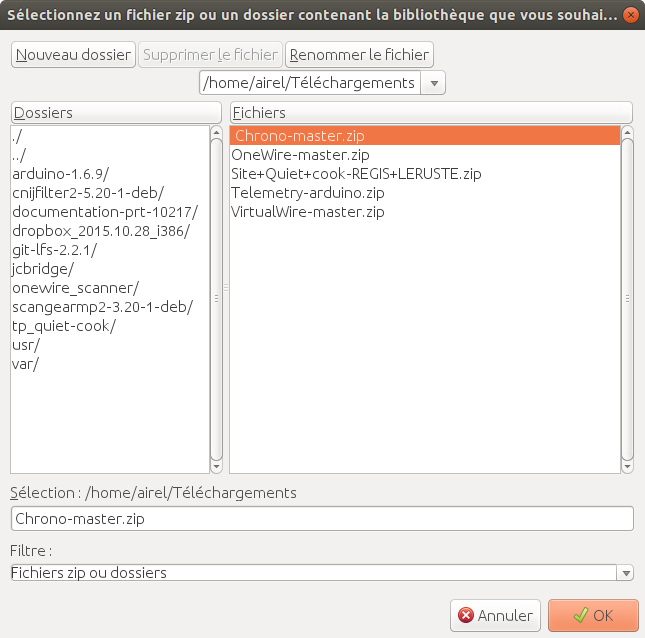 Sélectionnez un fichier zip ou un dossier contenant la bibliothèque que vous souhai...
Nouveau dossier Supprimer le fichier Renommer le fichier
/home/airel/Téléchargements
Dossiers
./
../
arduino-1.6.9/
cnijfilter2-5.20-1-deb/
documentation-prt-10217/
dropbox_2015.10.28_i386/
git-lfs-2.2.1/
jcbridge/
onewire_scanner/
scangearmp2-3.20-1-deb/
tp_quiet-cook/
usr/
var/
Fichiers
Chrono-master.zip
OneWire-master.zip
Site+Quiet+cook-REGIS+LERUSTE.zip
Telemetry-arduino.zip
VirtualWire-master.zip
Sélection : /home/airel/Téléchargements
Chrono-master.zip
Filtre :
Fichiers zip ou dossiers
Annuler OK